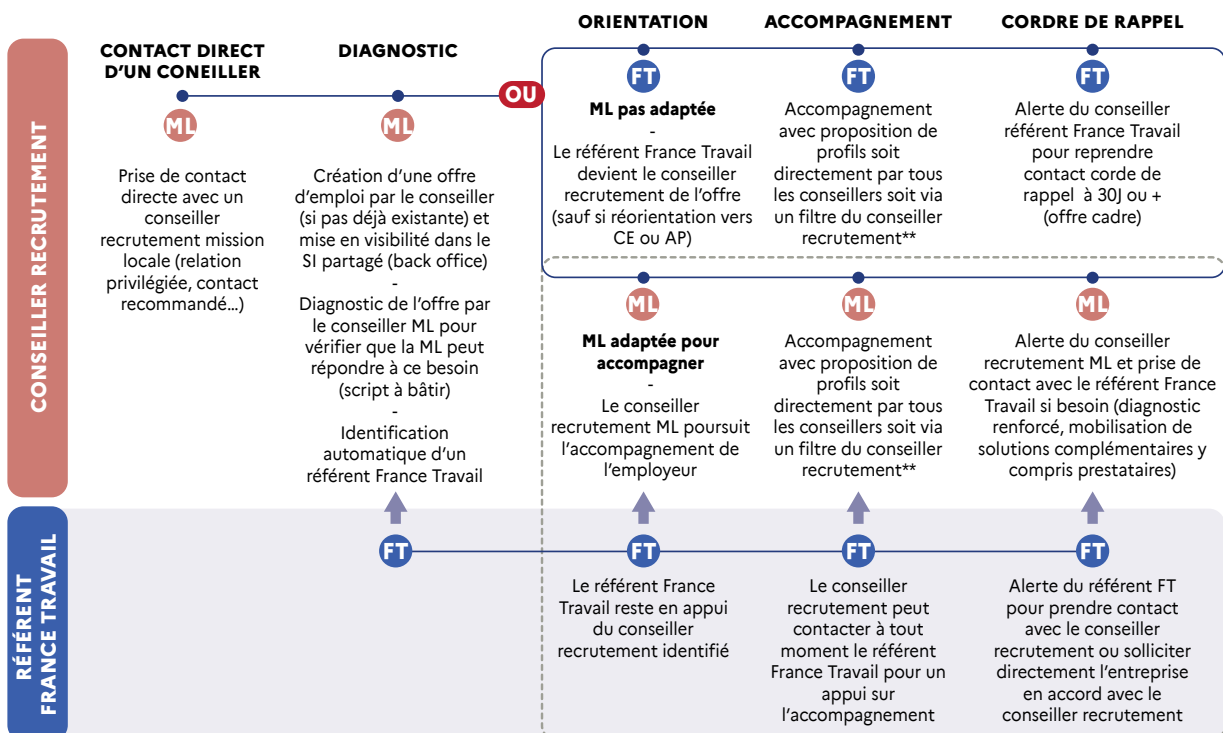 CONTACT DIRECT
D'UN CONEILLER
DIAGNOSTIC
ORIENTATION
ACCOMPAGNEMENT
CORDRE DE RAPPEL
CONSEILLER RECRUTEMENT
ML
Prise de contact
directe avec un
conseiller
recrutement mission
locale (relation
privilégiée, contact
recommandé…)
ML
Création d'une offre
d'emploi par le conseiller
(si pas déjà existante) et
mise en visibilité dans le
SI partagé (back office)
-
Diagnostic de l'offre par
le conseiller ML pour
vérifier que la ML peut
répondre à ce besoin
(script à bâtir)
-
Identification
automatique d'un
référent France Travail
OU
FT
ML pas adaptée
-
Le référent France Travail
devient le conseiller
recrutement de l'offre
(sauf si réorientation vers
CE ou AP)
FT
Accompagnement
avec proposition de
profils soit
directement par tous
les conseillers soit via
un filtre du conseiller
recrutement**
FT
Alerte du conseiller
référent France Travail
pour reprendre
contact corde de
rappel à 30J ou +
(offre cadre)
ML
ML adaptée pour
accompagner
-
Le conseiller
recrutement ML poursuit
l'accompagnement de
l'employeur
ML
Accompagnement
avec proposition de
profils soit
directement par tous
les conseillers soit via
un filtre du conseiller
recrutement**
ML
Alerte du conseiller
recrutement ML et prise de
contact avec le référent France
Travail si besoin (diagnostic
renforcé, mobilisation de
solutions complémentaires y
compris prestataires)
RÉFÉRENT
FRANCE TRAVAIL
FT
FT
Le référent France
Travail reste en appui
du conseiller
recrutement identifié
FT
Le conseiller
recrutement peut
contacter à tout
moment le référent
France Travail pour un
appui sur
l'accompagnement
FT
Alerte du référent FT
pour prendre contact
avec le conseiller
recrutement ou solliciter
directement l'entreprise
en accord avec le
conseiller recrutement